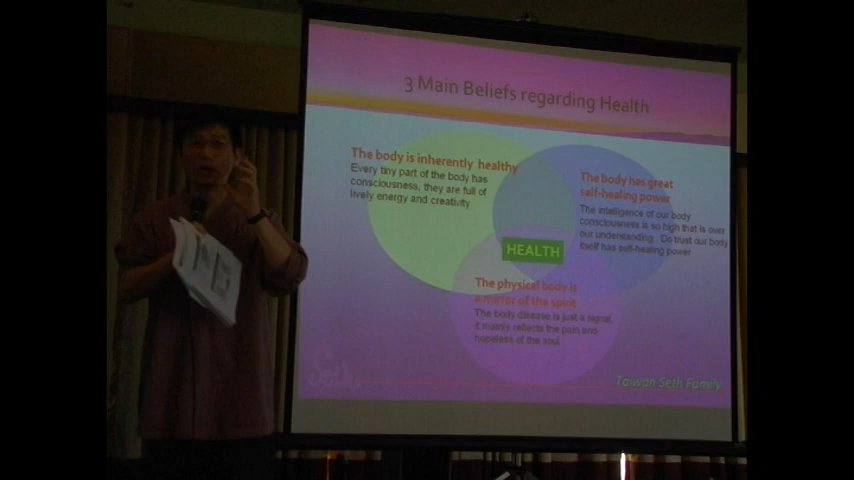 3 Main Beliefs regarding Health
The body is inherently healthy
Every tiny part of the body has
consciousness, they are full of
lively energy and creativity
The body has great
self-healing power
The intelligence of our body
consciousness is so high that is over
our understanding. Do trust our body
itself has self-healing power
HEALTH
The physical body is
a mirror of the spirit
The body disease is just a signal,
it mainly reflects the pain and
hopeless of the soul
Seth
Taiwan Seth Family